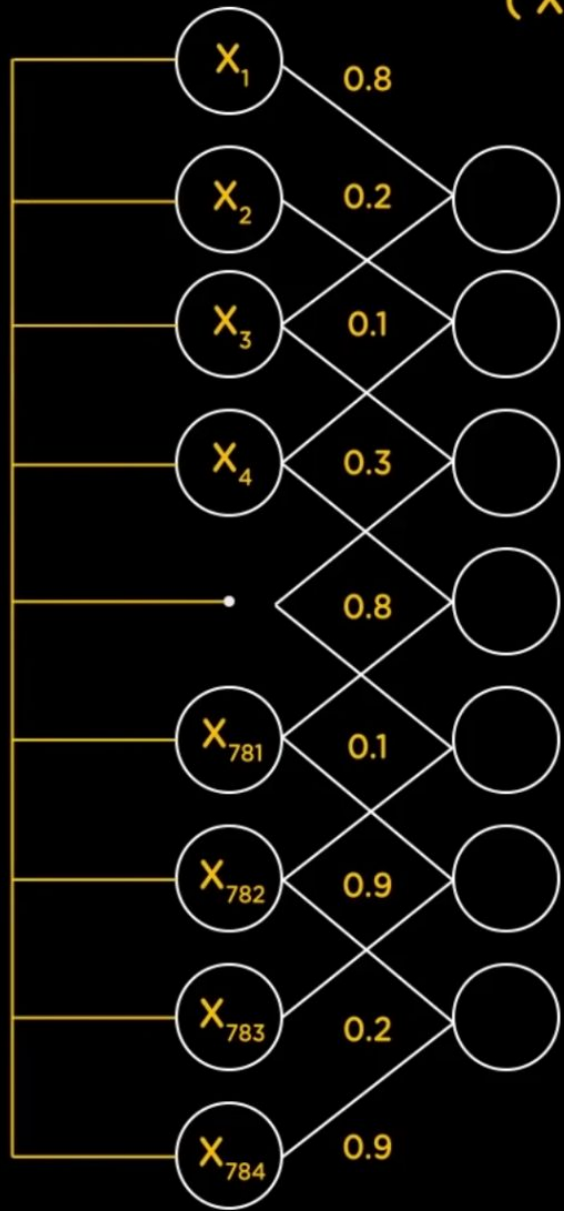 ( X
X₁ 0.8
X₂ 0.2
X₃ 0.1
X₄ 0.3
0.8
X₇₈₁ 0.1
X₇₈₂ 0.9
X₇₈₃ 0.2
X₇₈₄ 0.9